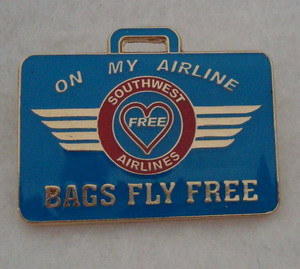 ON MY AIRLINE
SOUTHWEST
FREE
AIRLINES
BAGS FLY FREE